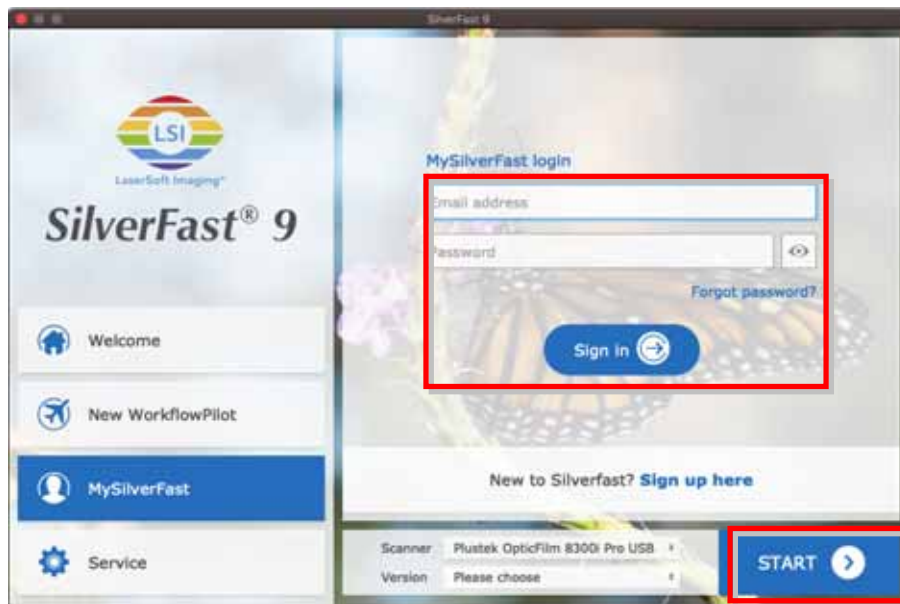 SilverFast 9
LSI
LaserSoft Imaging®
SilverFast® 9
Welcome
New WorkflowPilot
MySilverFast
Service
MySilverFast login
Email address
Password
Forgot password?
Sign in
New to Silverfast? Sign up here
Scanner Plustek OpticFilm 8300i Pro USB
Version Please choose
START